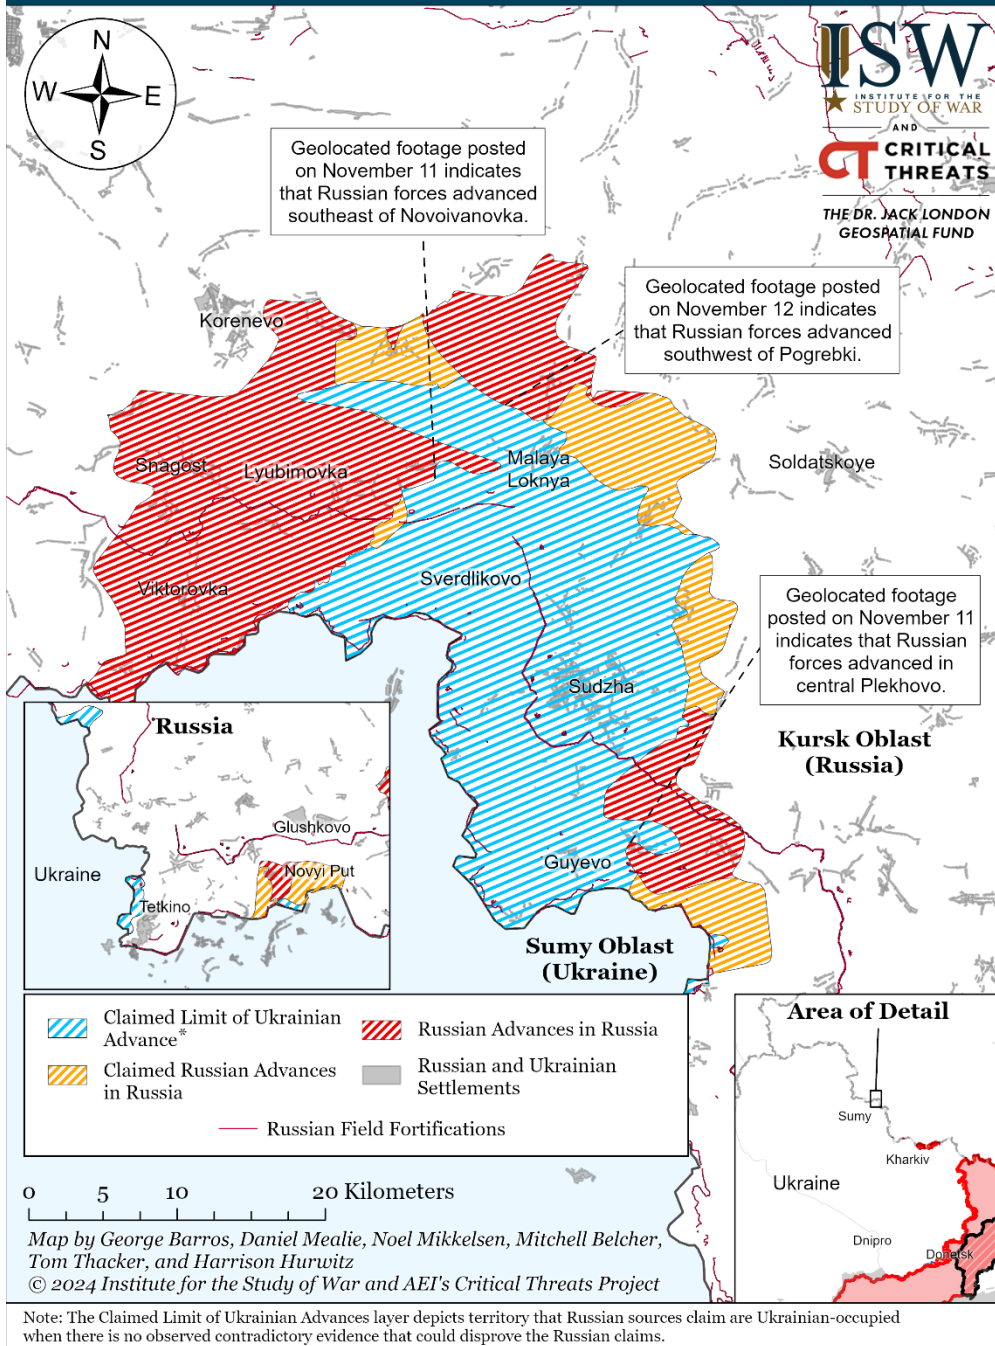 N
W
E
S
ISW
INSTITUTE FOR THE
STUDY OF WAR
AND
CT CRITICAL
THREATS
THE DR. JACK LONDON
GEOSPATIAL FUND
Geolocated footage posted
on November 11 indicates
that Russian forces advanced
southeast of Novoivanovka.
Geolocated footage posted
on November 12 indicates
that Russian forces advanced
southwest of Pogrebki.
Korenevo
Snagost
Lyubimovka
Malaya
Loknya
Soldatskoye
Viktorovka
Sverdlikovo
Geolocated footage
posted on November 11
indicates that Russian
forces advanced in
central Plekhovo.
Sudzha
Kursk Oblast
(Russia)
Guyevo
Sumy Oblast
(Ukraine)
Russia
Glushkovo
Ukraine
Novyi Put
Tetkino
Claimed Limit of Ukrainian
Advance*
Russian Advances in Russia
Claimed Russian Advances
in Russia
Russian and Ukrainian
Settlements
Russian Field Fortifications
Area of Detail
Sumy
Kharkiv
Ukraine
Dnipro
Donetsk
0 5 10 20 Kilometers
Map by George Barros, Daniel Mealie, Noel Mikkelsen, Mitchell Belcher,
Tom Thacker, and Harrison Hurwitz
© 2024 Institute for the Study of War and AEI's Critical Threats Project
Note: The Claimed Limit of Ukrainian Advances layer depicts territory that Russian sources claim are Ukrainian-occupied
when there is no observed contradictory evidence that could disprove the Russian claims.